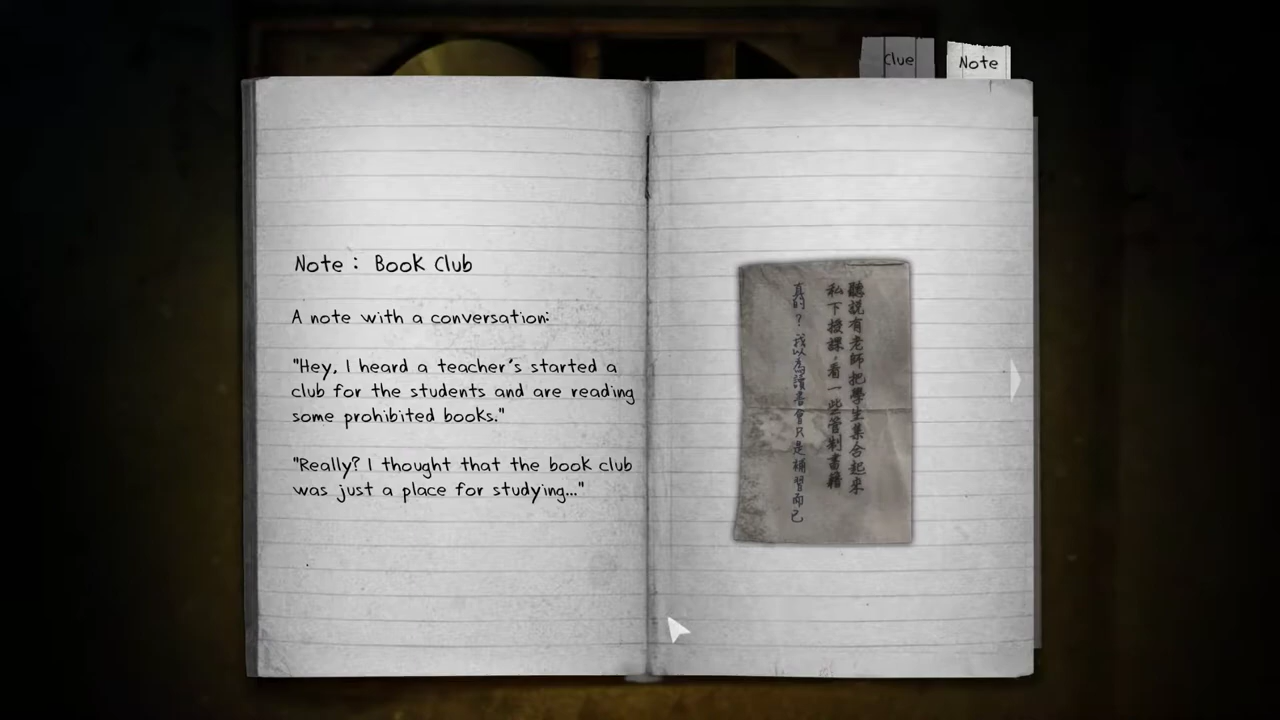 Clue
Note
Note : Book Club
A note with a conversation:
"Hey, I heard a teacher's started a
club for the students and are reading
some prohibited books."
"Really? I thought that the book club
was just a place for studying..."
聽說有老師把學生集合起來
私下授課，看一些管制書籍
真的？我以為讀書會只是補習而已